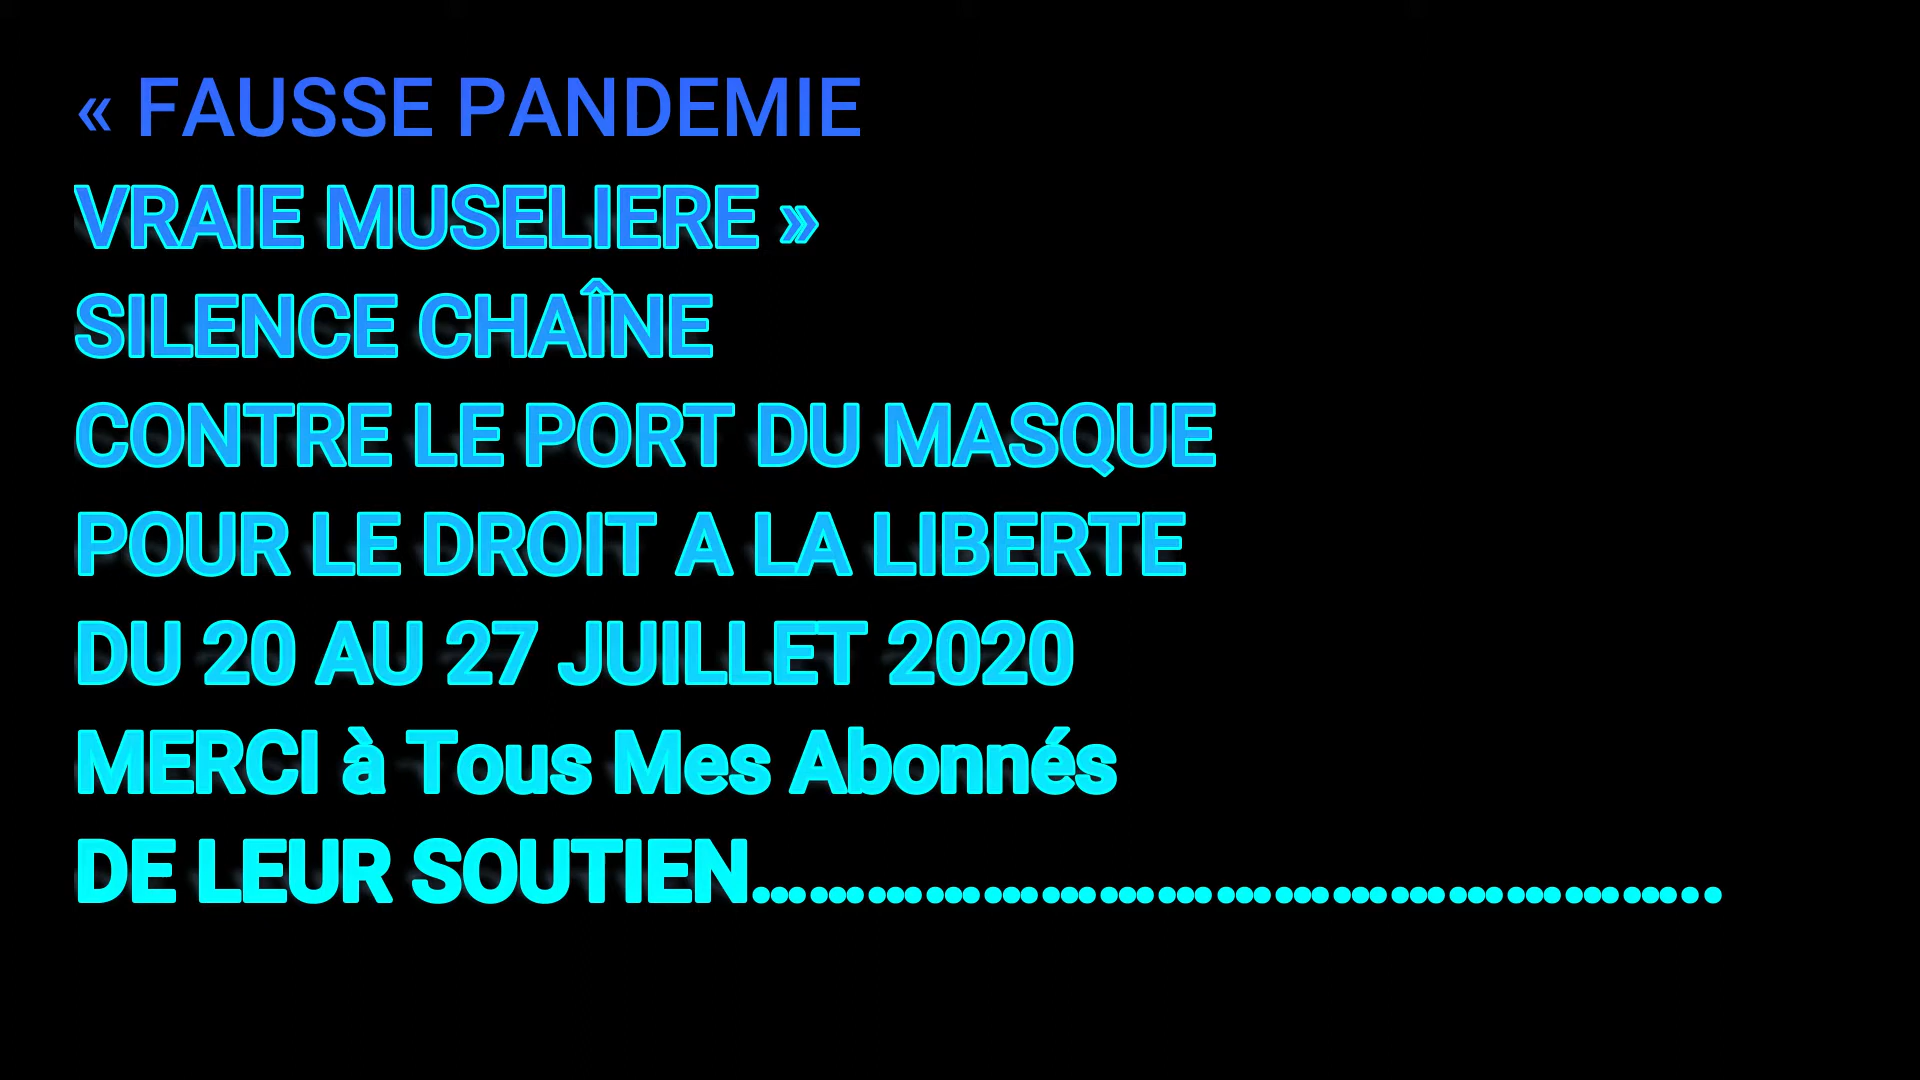 « FAUSSE PANDEMIE
VRAIE MUSELIERE »
SILENCE CHAÎNE
CONTRE LE PORT DU MASQUE
POUR LE DROIT A LA LIBERTE
DU 20 AU 27 JUILLET 2020
MERCI à Tous Mes Abonnés
DE LEUR SOUTIEN..................................................